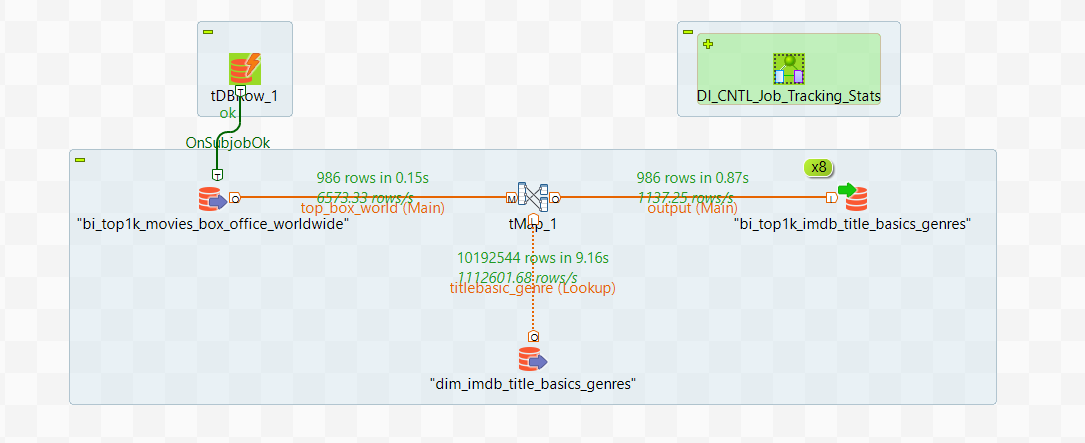 tDBRow_1
ok
OnSubjobOk
DI_CNTL_Job_Tracking_Stats
x8
986 rows in 0.15s
6573.33 rows/s
top_box_world (Main)
986 rows in 0.87s
1137.25 rows/s
output (Main)
"bi_top1k_movies_box_office_worldwide"
tMap_1
"bi_top1k_imdb_title_basics_genres"
10192544 rows in 9.16s
1112601.68 rows/s
titlebasic_genre (Lookup)
"dim_imdb_title_basics_genres"